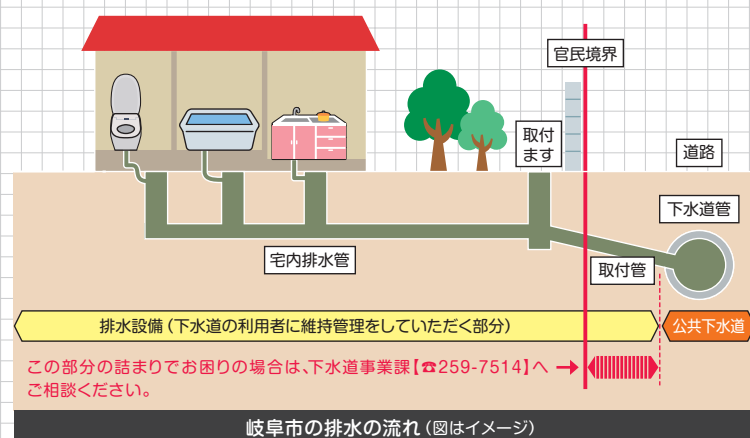 官民境界
取付
ます
道路
下水道管
宅内排水管
取付管
排水設備（下水道の利用者に維持管理をしていただく部分）
公共下水道
この部分の詰まりでお困りの場合は、下水道事業課【☎259-7514】へ
ご相談ください。
岐阜市の排水の流れ（図はイメージ）